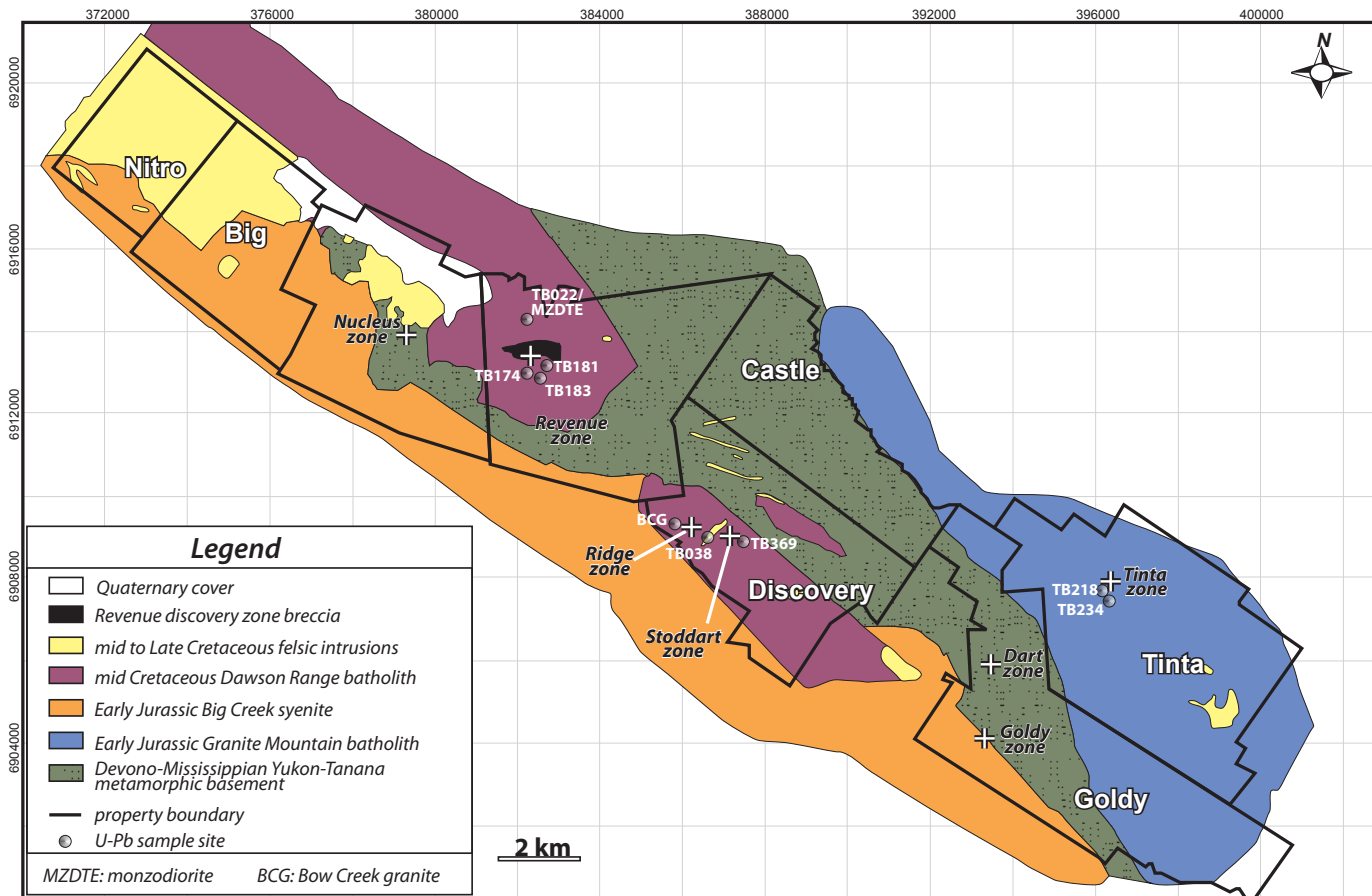 372000 376000 380000 384000 388000 392000 396000 400000
6920000
6916000
6912000
6908000
6904000
N
Nitro
Big
Nucleus
zone
TB022/
MZDTE
TB181
TB174
TB183
Revenue
zone
Castle
BCG
TB038
TB369
Ridge
zone
Discovery
Stoddart
zone
TB218
TB234
Tinta
zone
Dart
zone
Tinta
Goldy
zone
Goldy
2 km
Legend
Quaternary cover
Revenue discovery zone breccia
mid to Late Cretaceous felsic intrusions
mid Cretaceous Dawson Range batholith
Early Jurassic Big Creek syenite
Early Jurassic Granite Mountain batholith
Devono-Mississippian Yukon-Tanana
metamorphic basement
property boundary
U-Pb sample site
MZDTE: monzodiorite BCG: Bow Creek granite